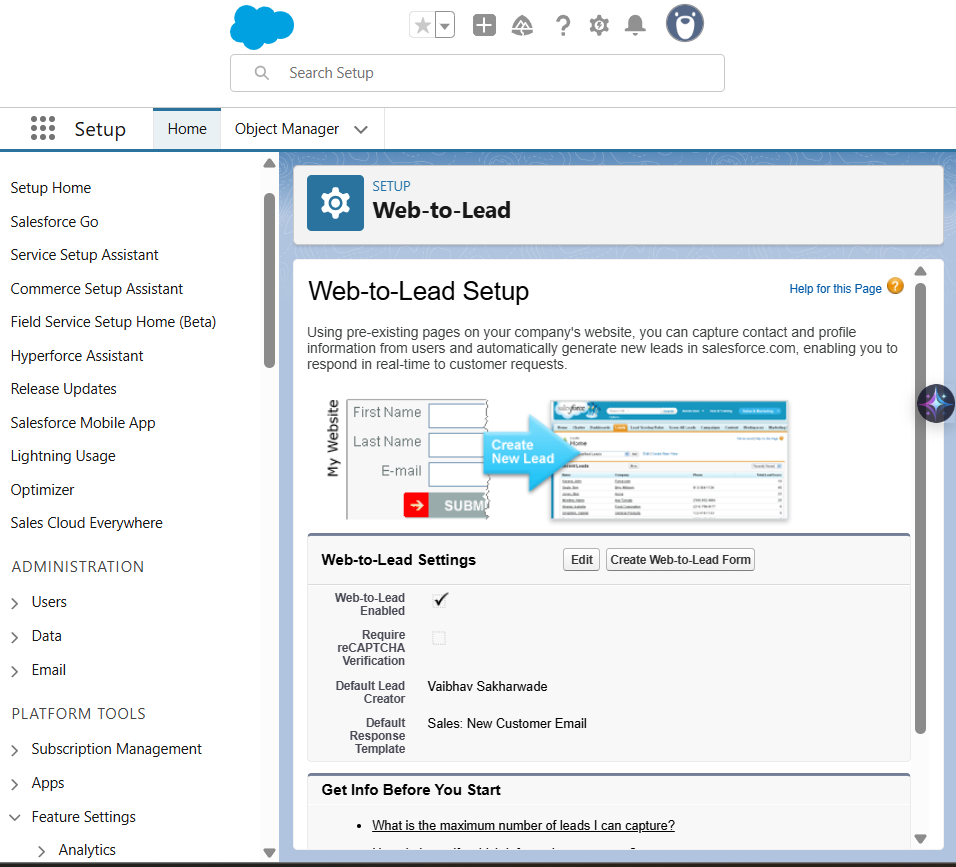 Search Setup
Setup
Home
Object Manager
Setup Home
Salesforce Go
Service Setup Assistant
Commerce Setup Assistant
Field Service Setup Home (Beta)
Hyperforce Assistant
Release Updates
Salesforce Mobile App
Lightning Usage
Optimizer
Sales Cloud Everywhere
ADMINISTRATION
Users
Data
Email
PLATFORM TOOLS
Subscription Management
Apps
Feature Settings
Analytics
SETUP
Web-to-Lead
Web-to-Lead Setup
Help for this Page
Using pre-existing pages on your company's website, you can capture contact and profile
information from users and automatically generate new leads in salesforce.com, enabling you to
respond in real-time to customer requests.
My Website
First Name
Last Name
E-mail
SUBM
Create
New Lead
salesforce
Home
Web-to-Lead Settings
Edit
Create Web-to-Lead Form
Web-to-Lead
Enabled
Require
reCAPTCHA
Verification
Default Lead
Creator
Vaibhav Sakharwade
Default
Response
Template
Sales: New Customer Email
Get Info Before You Start
What is the maximum number of leads I can capture?